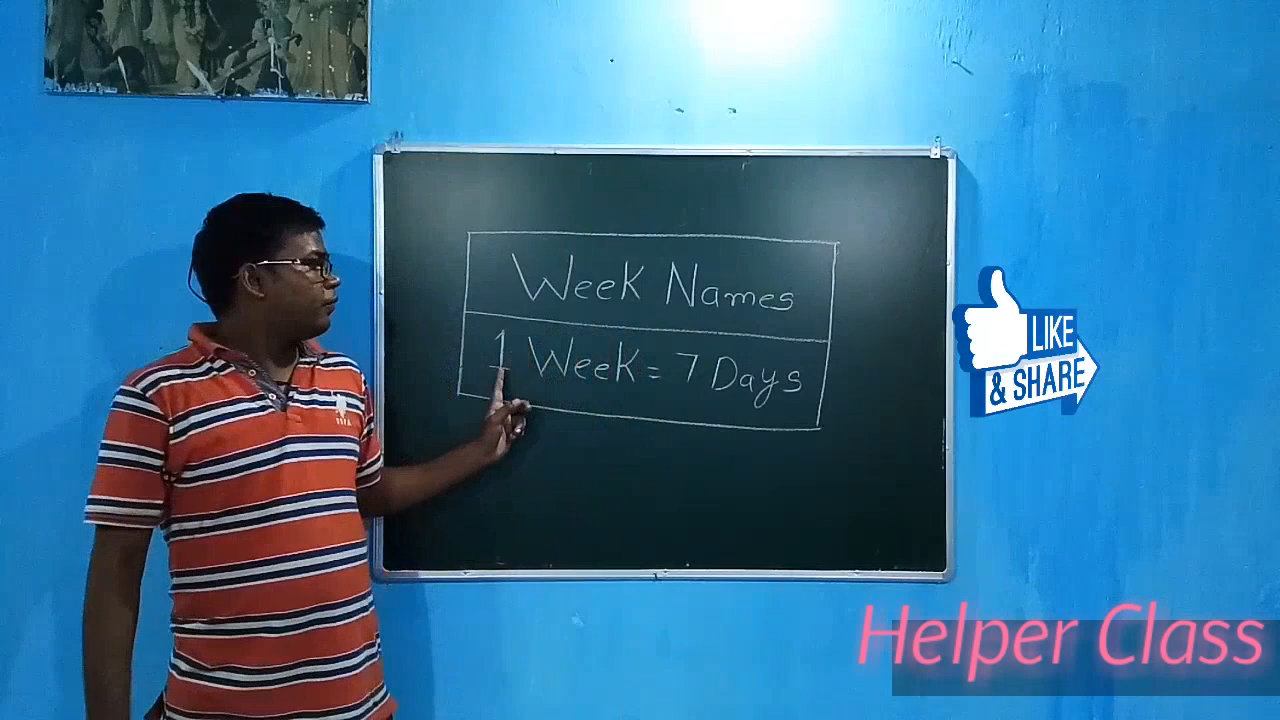 Week Names
1 Week = 7 Days
LIKE
& SHARE
Helper Class